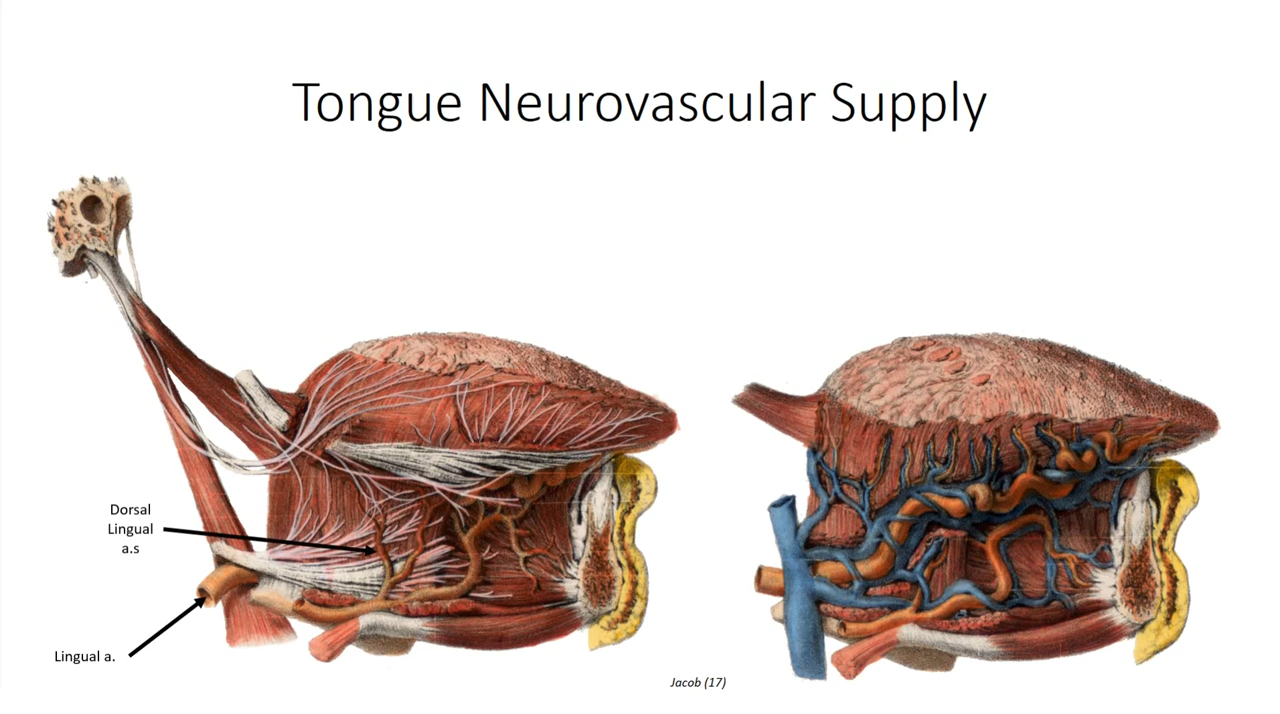 Tongue Neurovascular Supply
Dorsal
Lingual
a.s
Lingual a.
Jacob (17)